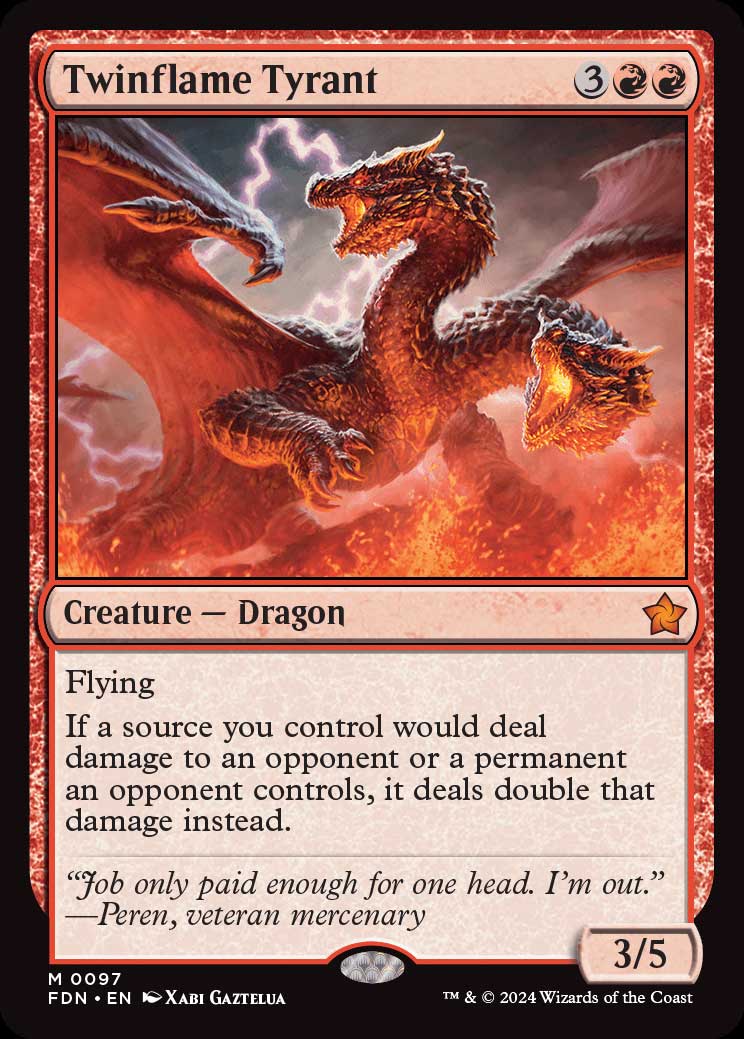 Twinflame Tyrant 3
Creature — Dragon
Flying
If a source you control would deal
damage to an opponent or a permanent
an opponent controls, it deals double that
damage instead.
“Job only paid enough for one head. I’m out.”
—Peren, veteran mercenary
3/5
M 0097
FDN • EN Xabi Gaztelua
™ & © 2024 Wizards of the Coast